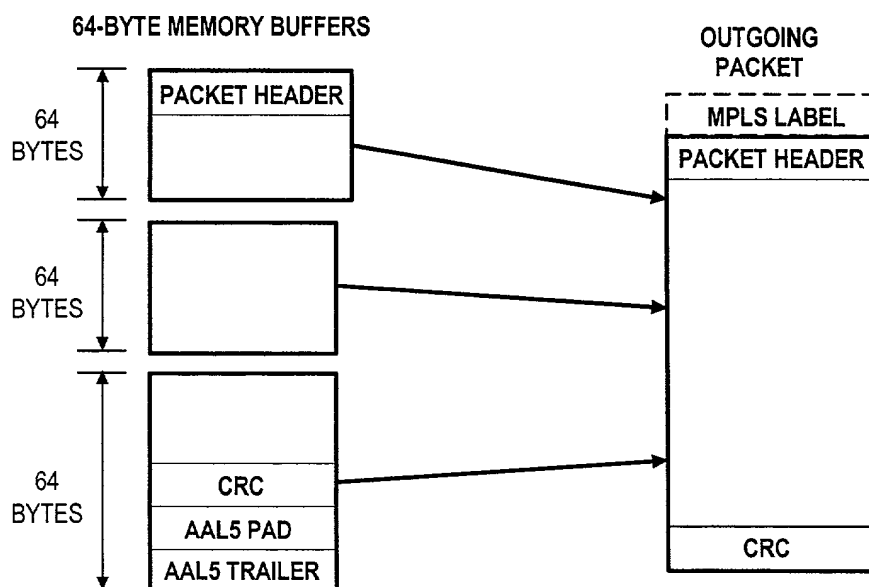 64-BYTE MEMORY BUFFERS
64
BYTES
PACKET HEADER
64
BYTES
64
BYTES
CRC
AAL5 PAD
AAL5 TRAILER
OUTGOING
PACKET
MPLS LABEL
PACKET HEADER
CRC